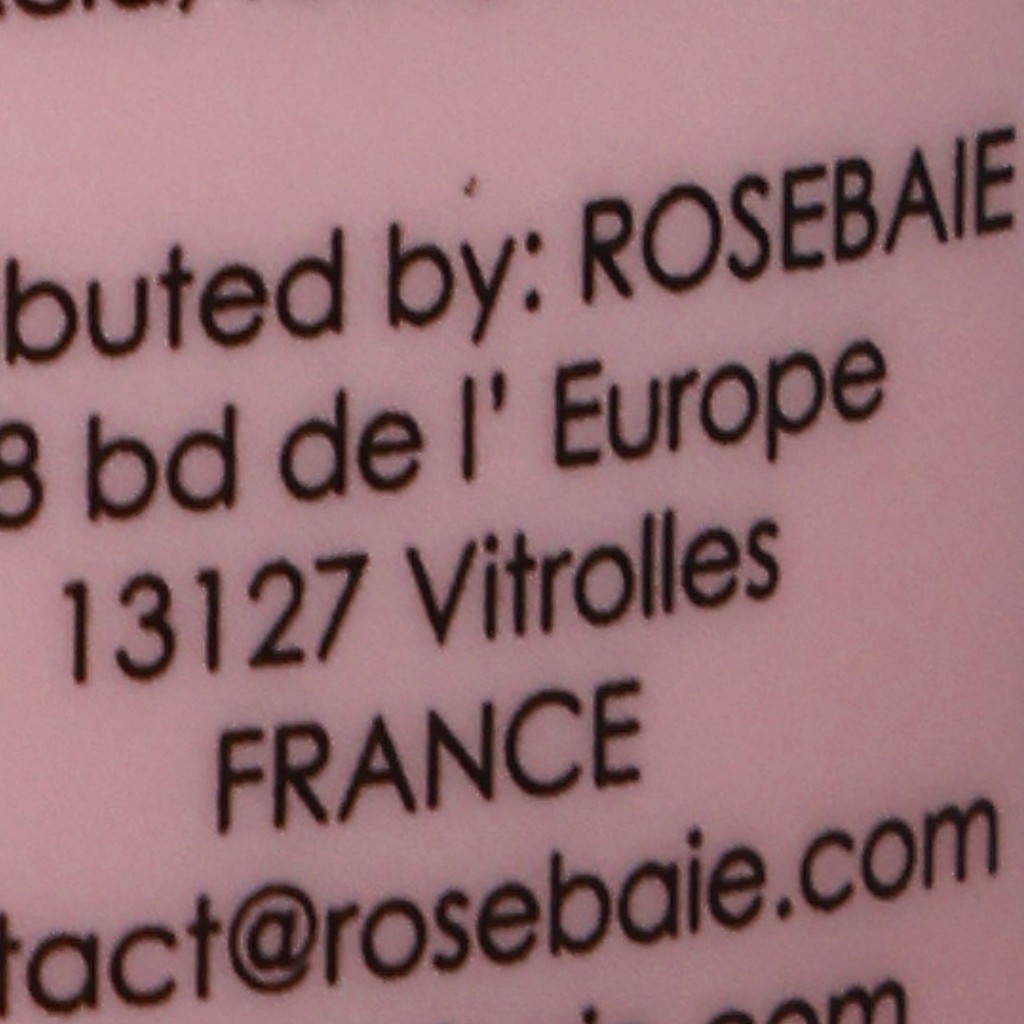 buted by: ROSEBAIE
8 bd de l' Europe
13127 Vitrolles
FRANCE
tact@rosebaie.com